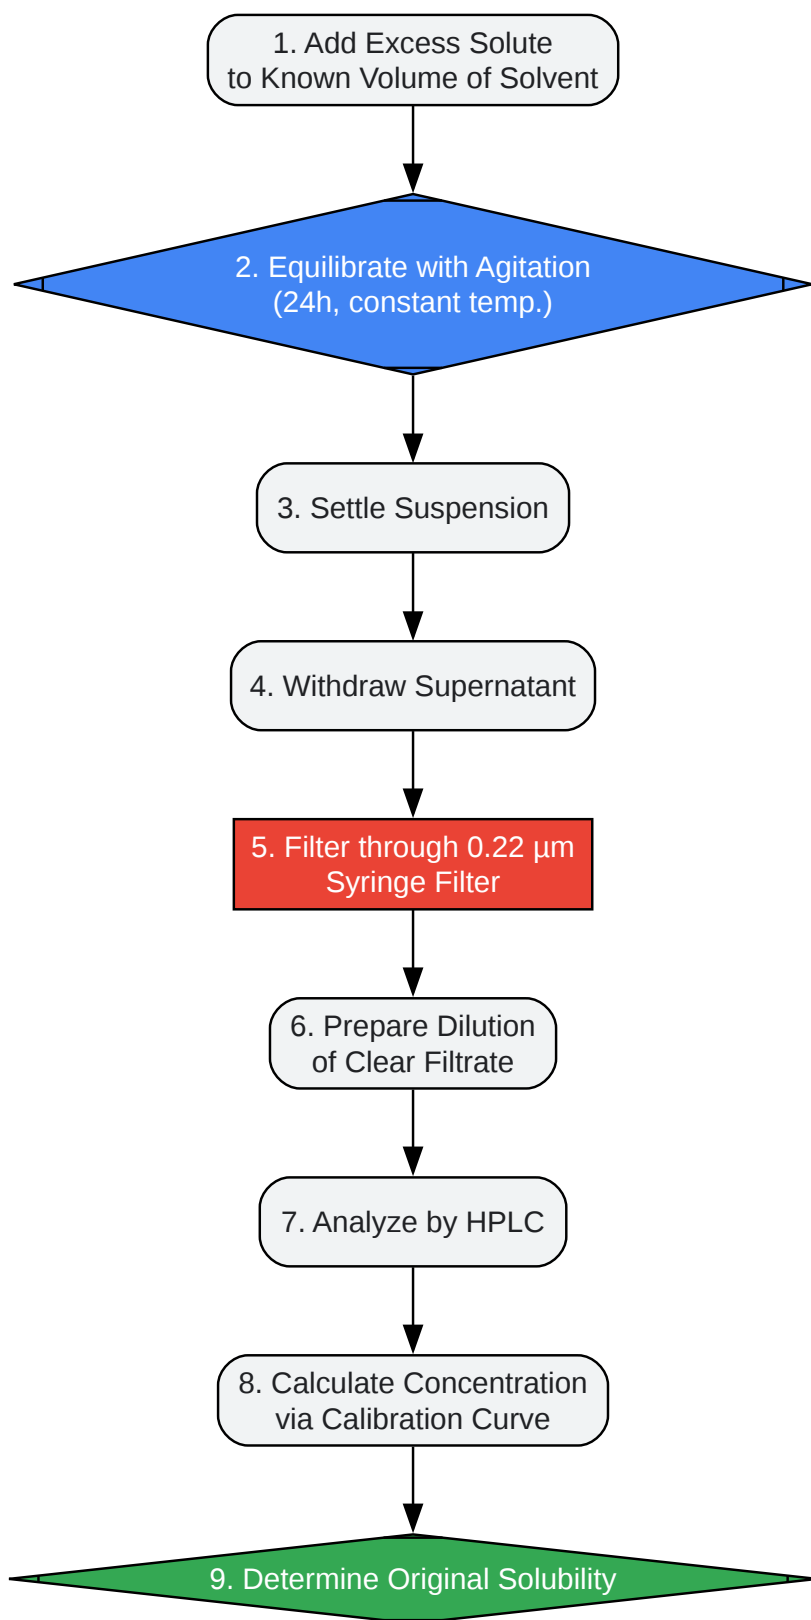 1. Add Excess Solute
to Known Volume of Solvent
2. Equilibrate with Agitation
(24h, constant temp.)
3. Settle Suspension
4. Withdraw Supernatant
5. Filter through 0.22 µm
Syringe Filter
6. Prepare Dilution
of Clear Filtrate
7. Analyze by HPLC
8. Calculate Concentration
via Calibration Curve
9. Determine Original Solubility